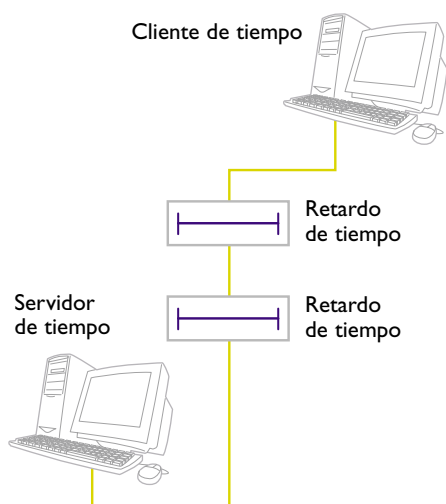 Cliente de tiempo
Retardo
de tiempo
Retardo
de tiempo
Servidor
de tiempo